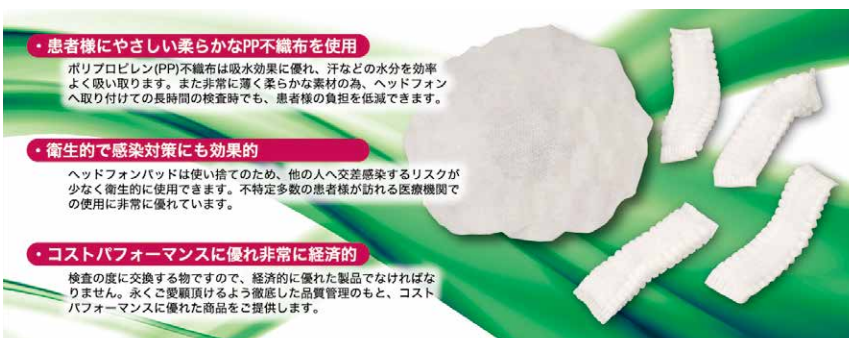 ・患者様にやさしい柔らかなPP不織布を使用
ポリプロピレン(PP)不織布は吸水効果に優れ、汗などの水分を効率
よく吸い取ります。また非常に薄く柔らかな素材の為、ヘッドフォン
へ取り付けての長時間の検査時でも、患者様の負担を低減できます。
・衛生的で感染対策にも効果的
ヘッドフォンパッドは使い捨てのため、他の人へ交差感染するリスクが
少なく衛生的に使用できます。不特定多数の患者様が訪れる医療機関で
の使用に非常に優れています。
・コストパフォーマンスに優れ非常に経済的
検査の度に交換する物ですので、経済的に優れた製品でなければな
りません。永くご愛顧頂けるよう徹底した品質管理のもと、コスト
パフォーマンスに優れた商品をご提供します。